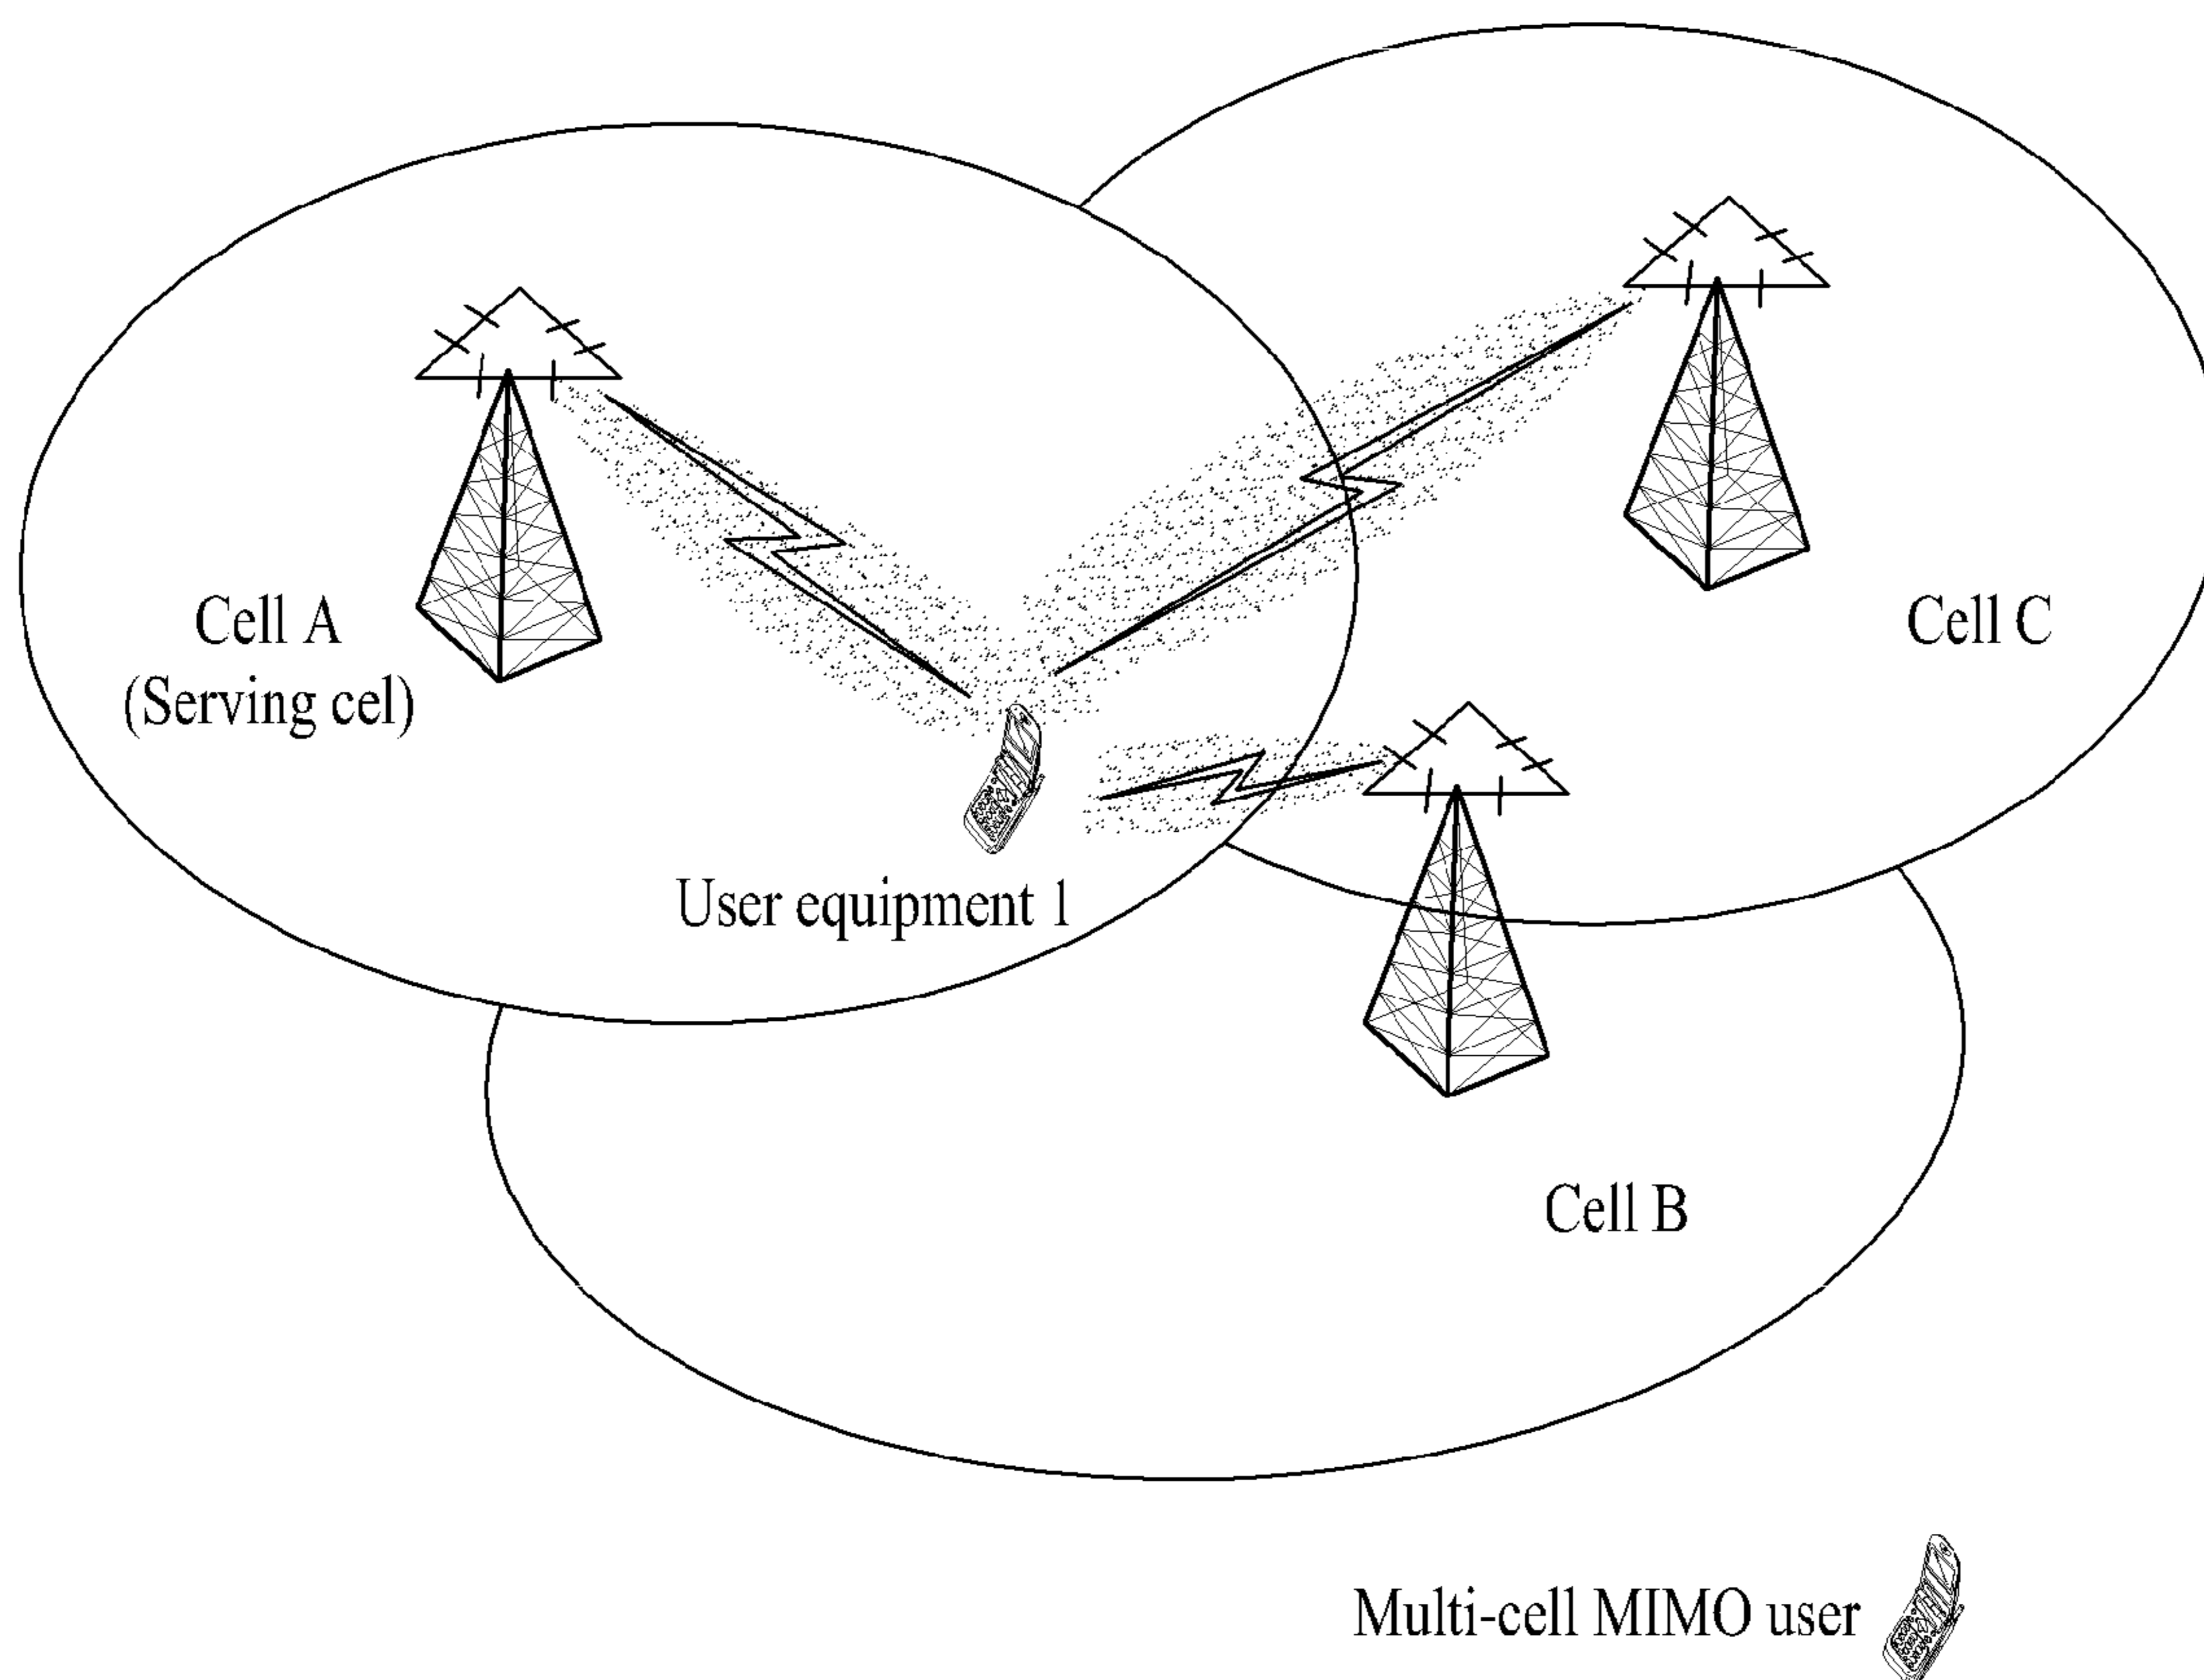 Cell A
(Serving cel)
Cell C
User equipment 1
Cell B
Multi-cell MIMO user